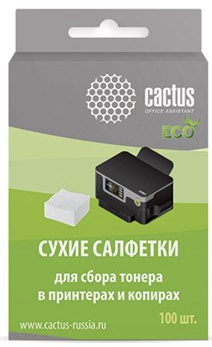 cactus
OFFICE ASSISTANT
ECO
СУХИЕ САЛФЕТКИ
для сбора тонера
в принтерах и копирах
www.cactus-russia.ru
100 шт.